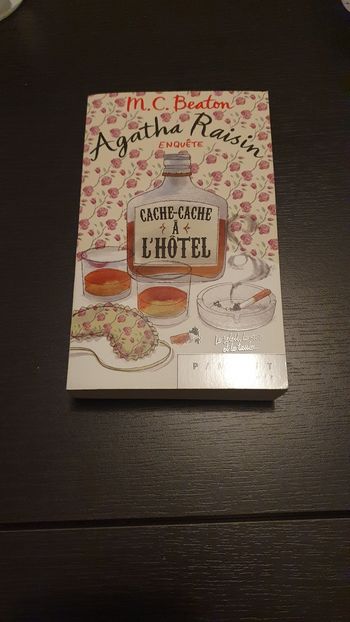 M.C. Beaton
Agatha Raisin
ENQUÊTE
CACHE-CACHE
À
L'HÔTEL